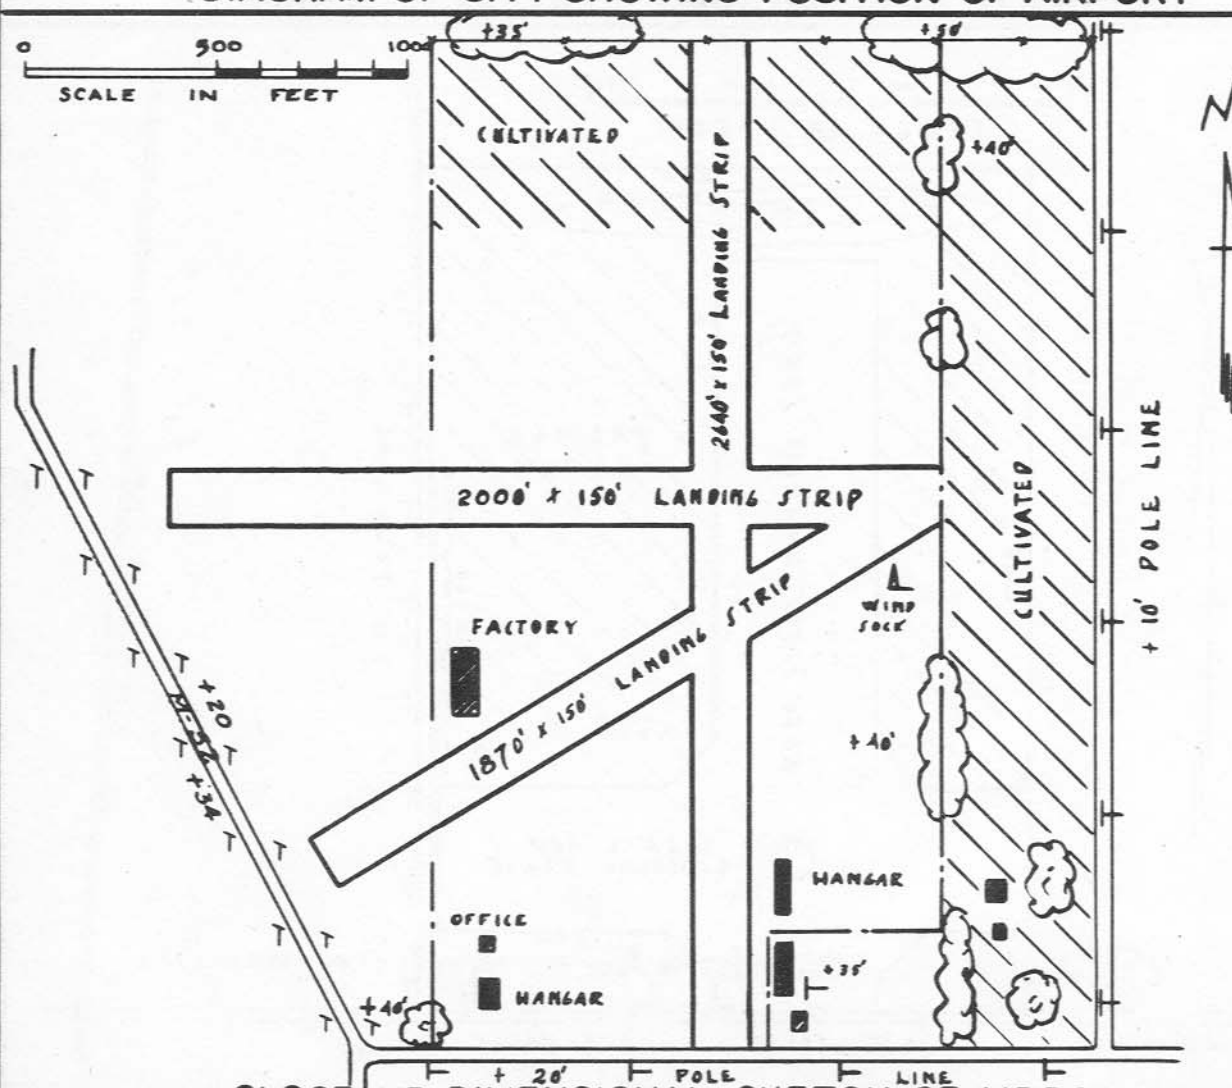 0 500 1000
SCALE IN FEET
+35'
+50'
CULTIVATED
+40'
N
2640' x 150' LANDING STRIP
2000' x 150' LANDING STRIP
+ 10' POLE LINE
CULTIVATED
WIND
SOCK
FACTORY
1870' x 150' LANDING STRIP
+20
M-52
+34
+40'
HANGAR
OFFICE
+35'
HANGAR
+40'
+ 20' POLE LINE